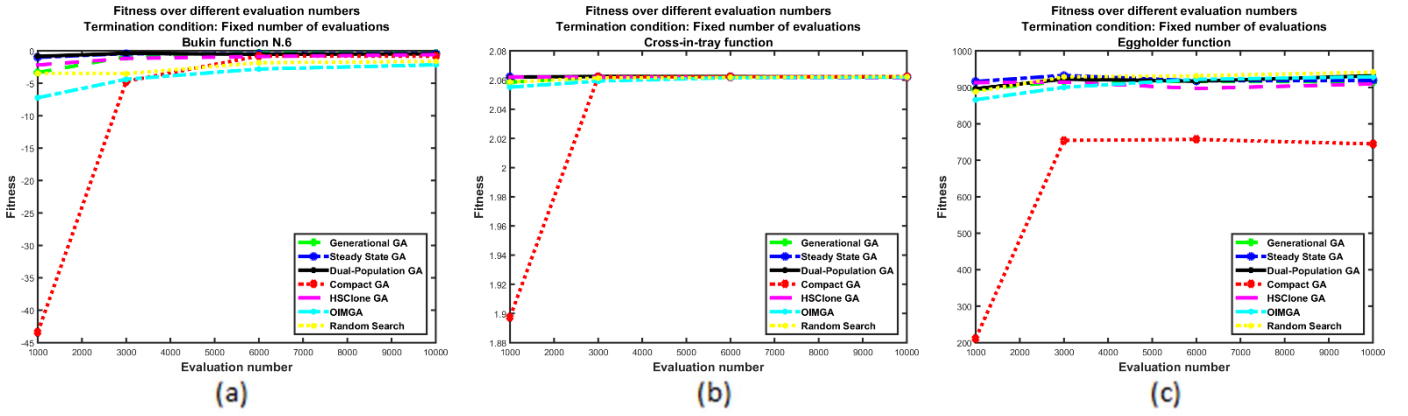 Fitness over different evaluation numbers
Termination condition: Fixed number of evaluations
Bukin function N.6
0
-5
-10
-15
-20
-25
-30
-35
-40
-45
Fitness
1000 2000 3000 4000 5000 6000 7000 8000 9000 10000
Evaluation number
Generational GA
Steady State GA
Dual-Population GA
Compact GA
HSClone GA
OIMGA
Random Search
(a)
Fitness over different evaluation numbers
Termination condition: Fixed number of evaluations
Cross-in-tray function
2.08
2.06
2.04
2.02
2
1.98
1.96
1.94
1.92
1.9
1.88
Fitness
1000 2000 3000 4000 5000 6000 7000 8000 9000 10000
Evaluation number
Generational GA
Steady State GA
Dual-Population GA
Compact GA
HSClone GA
OIMGA
Random Search
(b)
Fitness over different evaluation numbers
Termination condition: Fixed number of evaluations
Eggholder function
1000
900
800
700
600
500
400
300
200
Fitness
1000 2000 3000 4000 5000 6000 7000 8000 9000 10000
Evaluation number
Generational GA
Steady State GA
Dual-Population GA
Compact GA
HSClone GA
OIMGA
Random Search
(c)